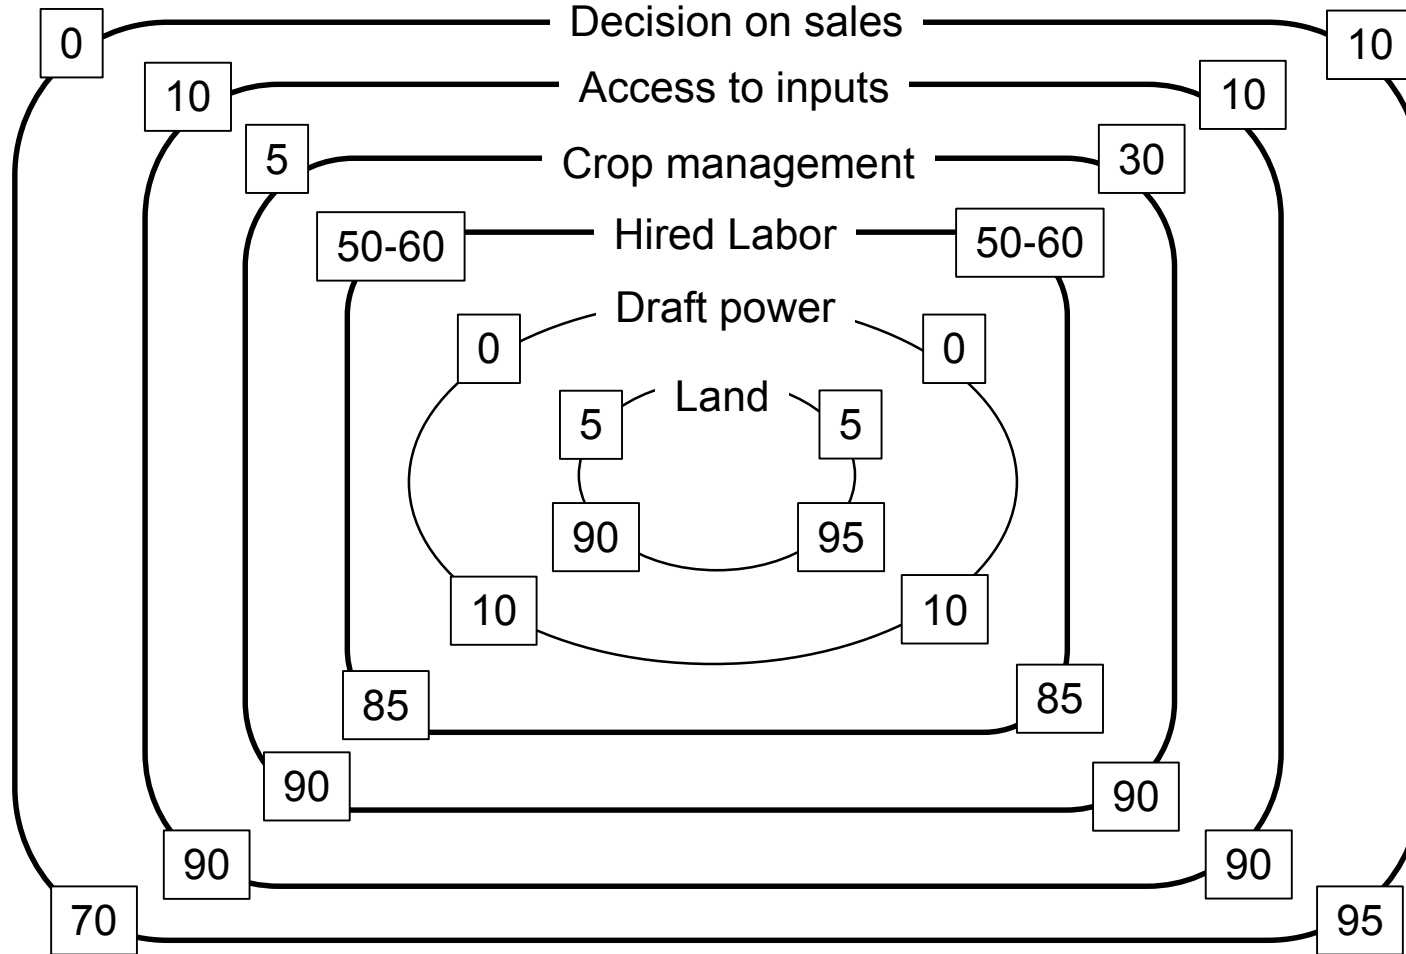 0 Decision on sales 10
10 Access to inputs 10
5 Crop management 30
50-60 Hired Labor 50-60
Draft power
0 0
Land
5 5
90 95
10 10
85 85
90 90
90 90
70 95